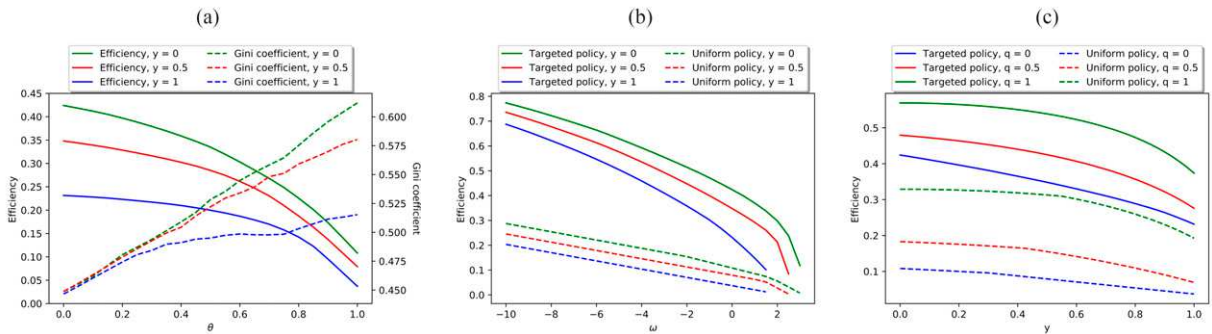 (a)
Efficiency, y = 0
Efficiency, y = 0.5
Efficiency, y = 1
Gini coefficient, y = 0
Gini coefficient, y = 0.5
Gini coefficient, y = 1
0.45
0.40
0.35
0.30
0.25
0.20
0.15
0.10
0.05
0.00
Efficiency
0.600
0.575
0.550
0.525
0.500
0.475
0.450
Gini coefficient
0.0 0.2 0.4 0.6 0.8 1.0
θ
(b)
Targeted policy, y = 0
Targeted policy, y = 0.5
Targeted policy, y = 1
Uniform policy, y = 0
Uniform policy, y = 0.5
Uniform policy, y = 1
0.8
0.7
0.6
0.5
0.4
0.3
0.2
0.1
0.0
Efficiency
−10 −8 −6 −4 −2 0 2
ω
(c)
Targeted policy, q = 0
Targeted policy, q = 0.5
Targeted policy, q = 1
Uniform policy, q = 0
Uniform policy, q = 0.5
Uniform policy, q = 1
0.5
0.4
0.3
0.2
0.1
Efficiency
0.0 0.2 0.4 0.6 0.8 1.0
y